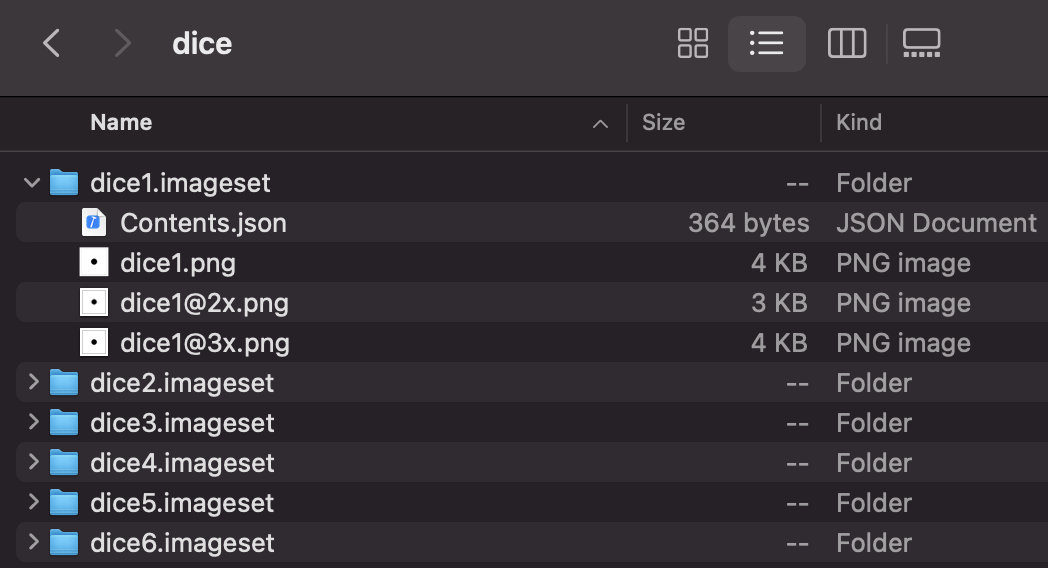 dice
Name Size Kind
dice1.imageset -- Folder
Contents.json 364 bytes JSON Document
dice1.png 4 KB PNG image
dice1@2x.png 3 KB PNG image
dice1@3x.png 4 KB PNG image
dice2.imageset -- Folder
dice3.imageset -- Folder
dice4.imageset -- Folder
dice5.imageset -- Folder
dice6.imageset -- Folder